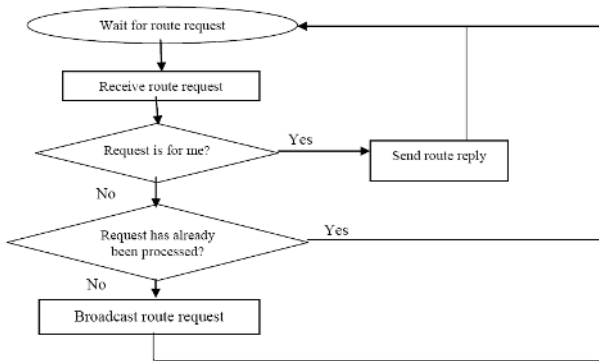 Wait for route request
Receive route request
Request is for me?
Yes
Send route reply
No
Request has already
been processed?
Yes
No
Broadcast route request